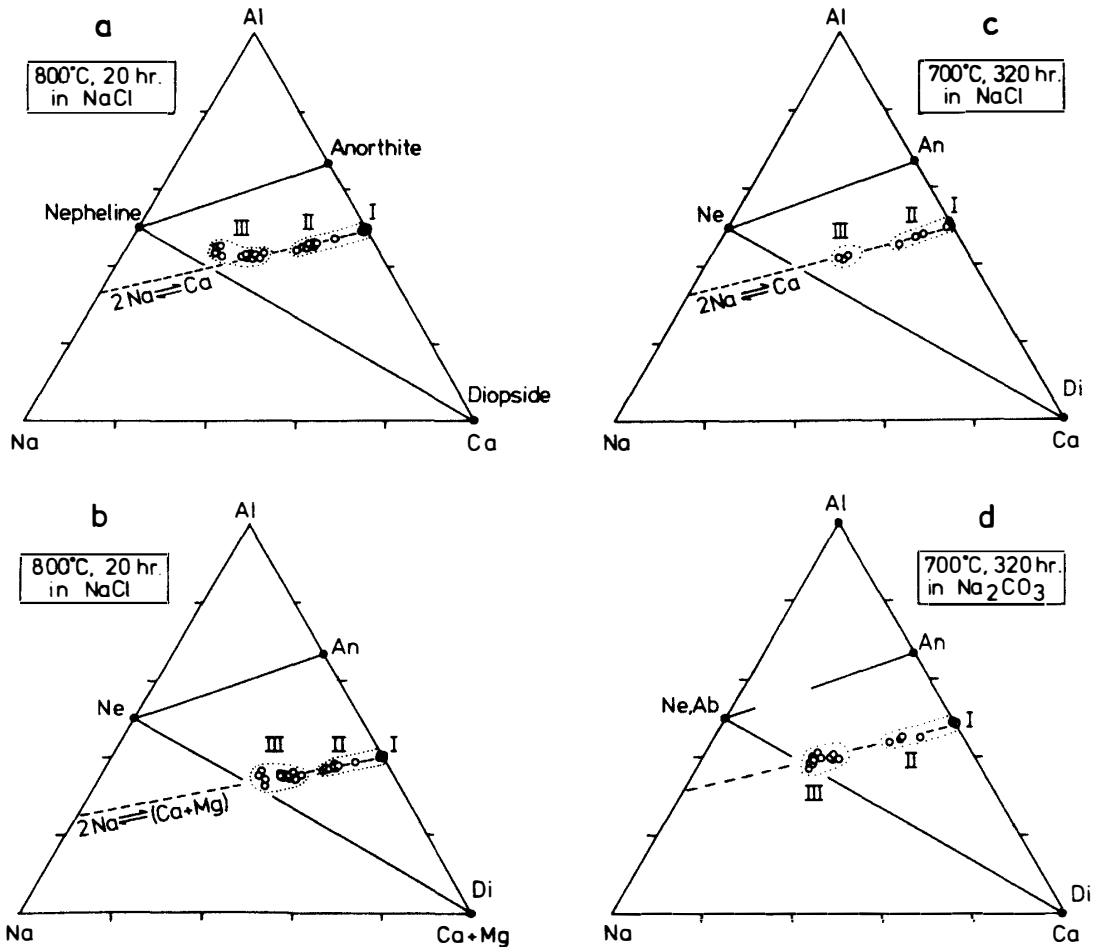 a
Al
800°C, 20 hr.
in NaCl
Anorthite
Nepheline
III
II
I
2Na⇌Ca
Diopside
Na
Ca
c
Al
700°C, 320 hr.
in NaCl
An
Ne
III
II
I
2Na⇌Ca
Di
Na
Ca
b
Al
800°C, 20 hr.
in NaCl
An
Ne
III
II
I
2Na⇌(Ca+Mg)
Di
Na
Ca+Mg
d
Al
700°C, 320 hr.
in Na₂CO₃
An
Ne,Ab
I
II
III
Di
Na
Ca